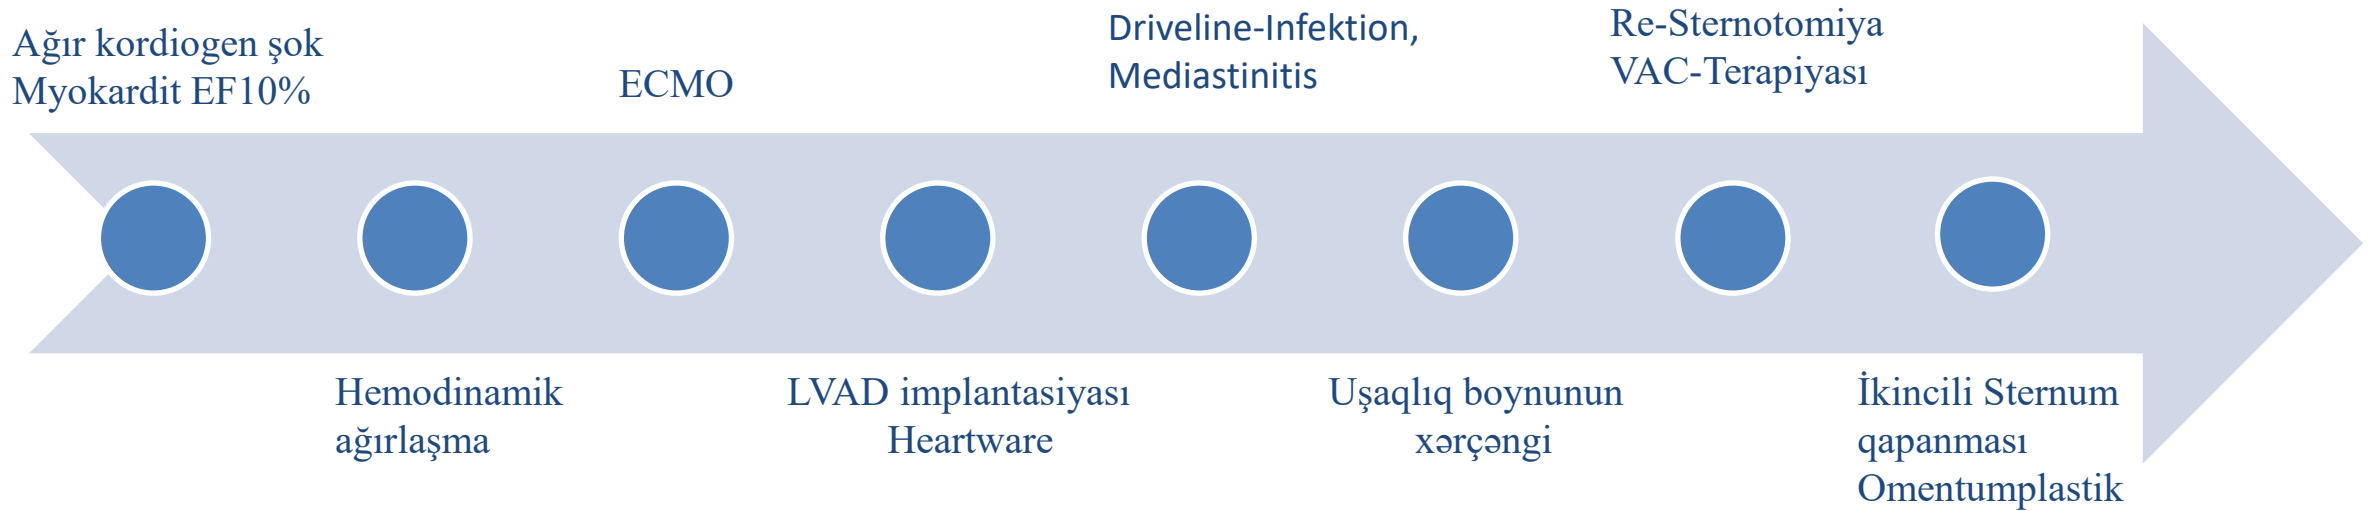 Ağır kordiogen şok
Myokardit EF10%
Hemodinamik
ağırlaşma
ECMO
LVAD implantasiyası
Heartware
Driveline-Infektion,
Mediastinitis
Uşaqlıq boynunun
xərçəngi
Re-Sternotomiya
VAC-Terapiyası
İkincili Sternum
qapanması
Omentumplastik